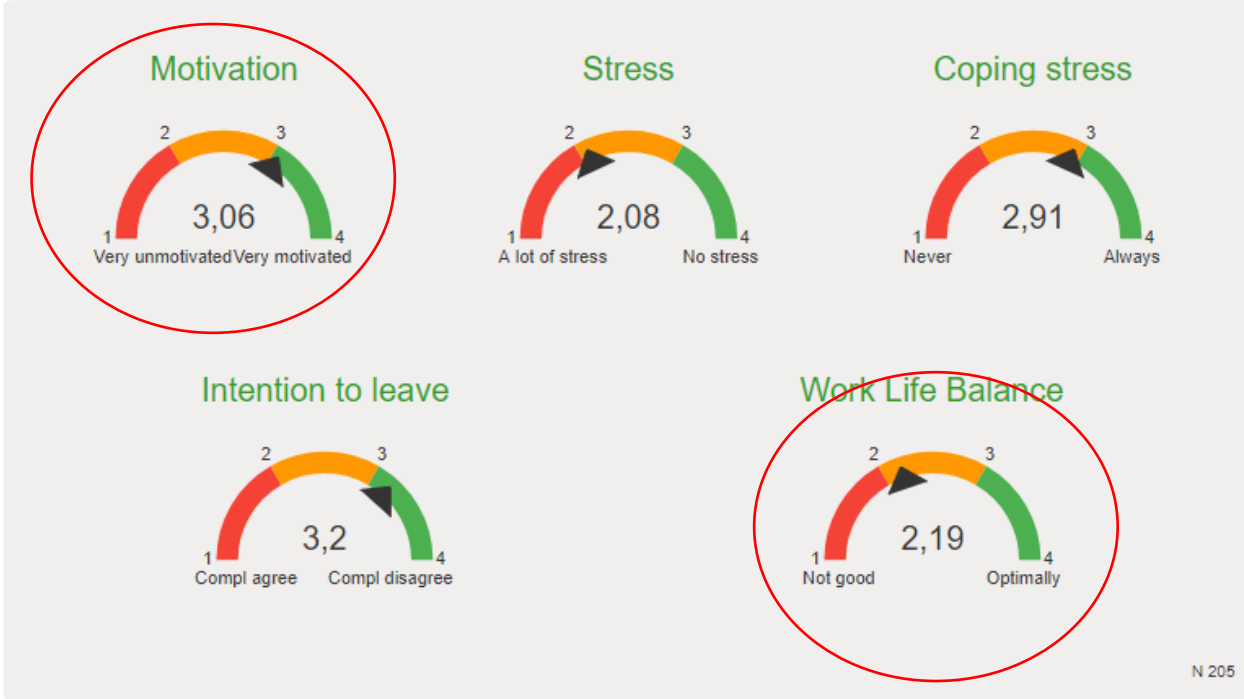 Motivation
2 3
3,06
1 4
Very unmotivated Very motivated
Stress
2 3
2,08
1 4
A lot of stress No stress
Coping stress
2 3
2,91
1 4
Never Always
Intention to leave
2 3
3,2
1 4
Compl agree Compl disagree
Work Life Balance
2 3
2,19
1 4
Not good Optimally
N 205